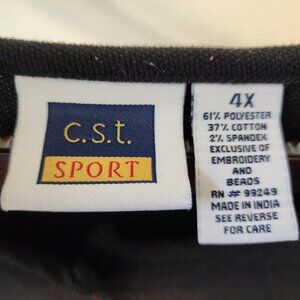 c.s.t.
SPORT
4X
61% POLYESTER
37% COTTON
2% SPANDEX
EXCLUSIVE OF
EMBROIDERY
AND
BEADS
RN # 99249
MADE IN INDIA
SEE REVERSE
FOR CARE